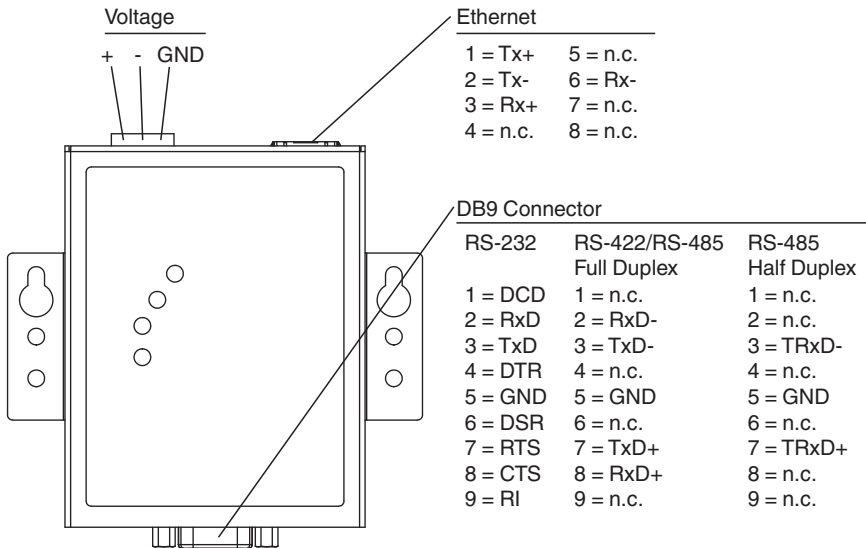 Voltage
+ - GND
Ethernet
1 = Tx+ 5 = n.c.
2 = Tx- 6 = Rx-
3 = Rx+ 7 = n.c.
4 = n.c. 8 = n.c.
DB9 Connector
RS-232 RS-422/RS-485 RS-485
Full Duplex Half Duplex
1 = DCD 1 = n.c. 1 = n.c.
2 = RxD 2 = RxD- 2 = n.c.
3 = TxD 3 = TxD- 3 = TRxD-
4 = DTR 4 = n.c. 4 = n.c.
5 = GND 5 = GND 5 = GND
6 = DSR 6 = n.c. 6 = n.c.
7 = RTS 7 = TxD+ 7 = TRxD+
8 = CTS 8 = RxD+ 8 = n.c.
9 = RI 9 = n.c. 9 = n.c.